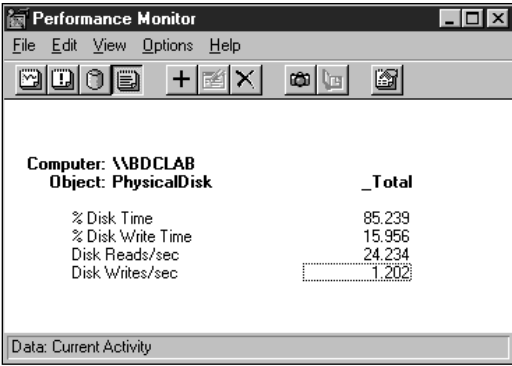 Performance Monitor
File Edit View Options Help
Computer: \\BDCLAB
Object: PhysicalDisk _Total
% Disk Time 85.239
% Disk Write Time 15.956
Disk Reads/sec 24.234
Disk Writes/sec 1.202
Data: Current Activity